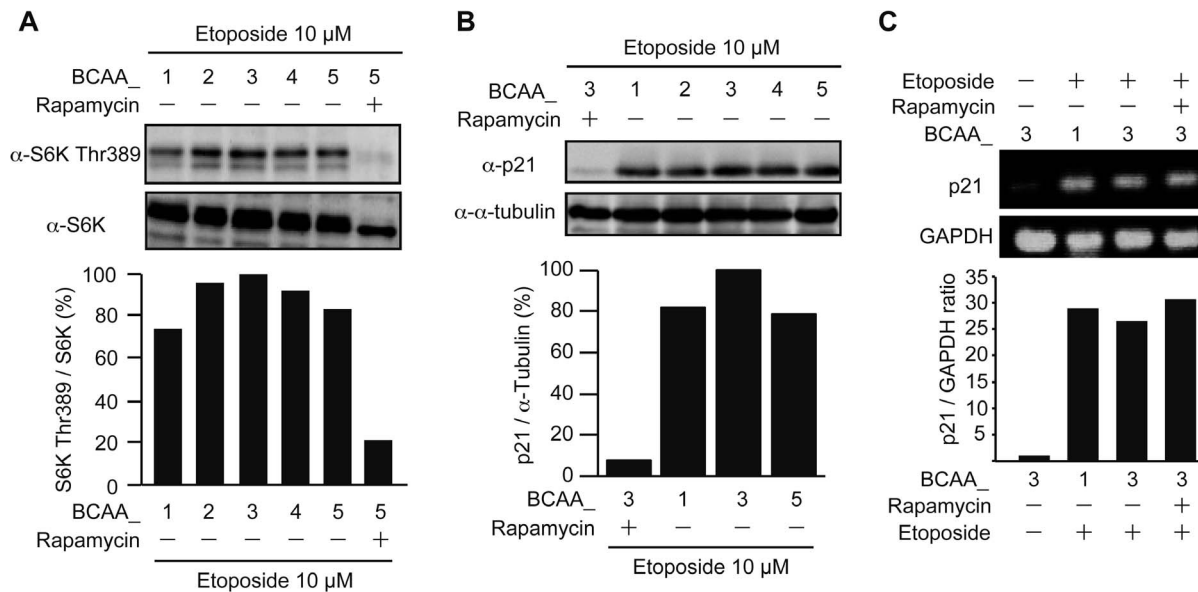 A
Etoposide 10 μM
BCAA_ 1 2 3 4 5 5
Rapamycin – – – – – +
α-S6K Thr389
α-S6K
S6K Thr389 / S6K (%)
100
80
60
40
20
0
BCAA_ 1 2 3 4 5 5
Rapamycin – – – – – +
Etoposide 10 μM
B
Etoposide 10 μM
BCAA_ 3 1 2 3 4 5
Rapamycin + – – – – –
α-p21
α-α-tubulin
p21 / α-Tubulin (%)
100
80
60
40
20
0
BCAA_ 3 1 3 5
Rapamycin + – – –
Etoposide 10 μM
C
Etoposide – + + +
Rapamycin – – – +
BCAA_ 3 1 3 3
p21
GAPDH
p21 / GAPDH ratio
35
30
25
20
15
10
5
BCAA_ 3 1 3 3
Rapamycin – – – +
Etoposide – + + +